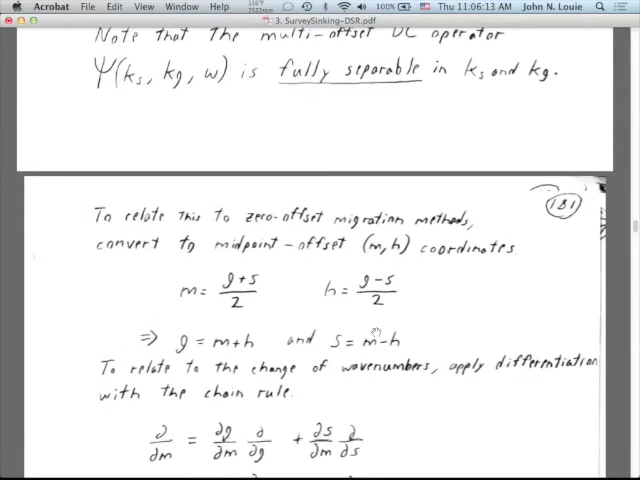 Acrobat File Edit View Window Help 156°F 2522rpm 100% Thu 11:06:13 AM John N. Louie
3. SurveySinking-DSR.pdf
Note that the multi-offset DC operator
Ψ(ks, kg, w) is fully separable in ks and kg.
181
To relate this to zero-offset migration methods,
convert to midpoint-offset (m, h) coordinates
m = g+s/2 h = g-s/2
⇒ g = m+h and s = m-h
To relate to the change of wavenumbers, apply differentiation
with the chain rule.
∂/∂m = ∂g/∂m ∂/∂g + ∂s/∂m ∂/∂s